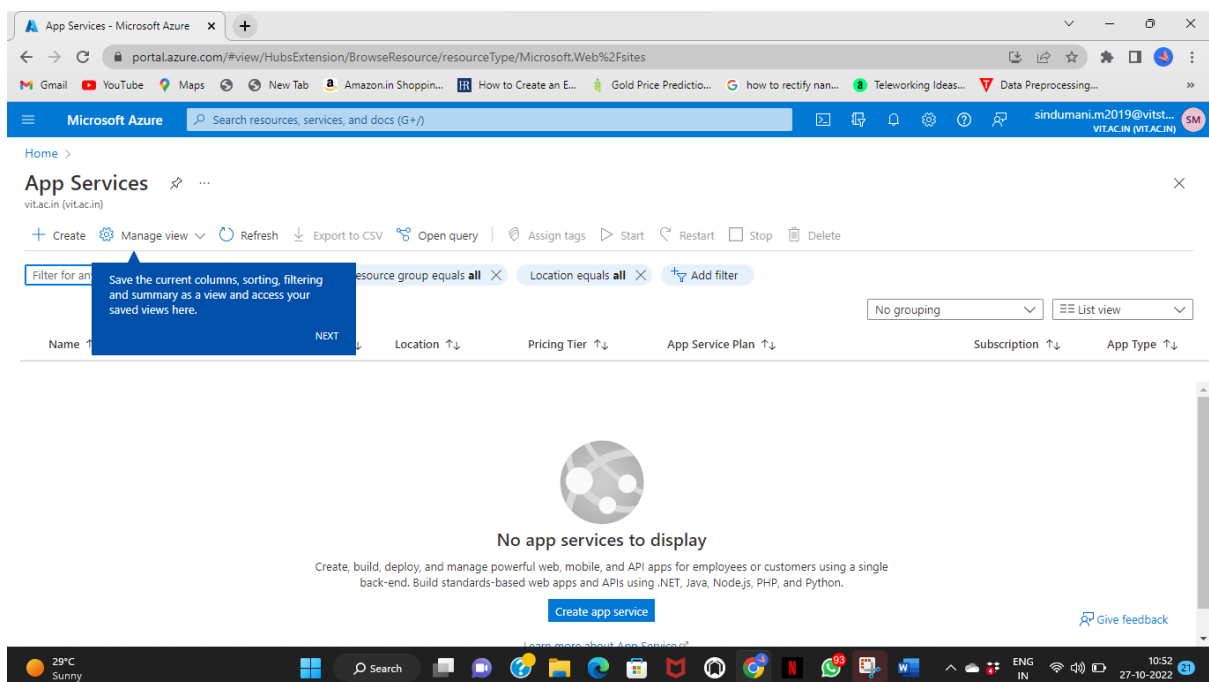 App Services - Microsoft Azure
portal.azure.com/#view/HubsExtension/BrowseResource/resourceType/Microsoft.Web%2Fsites
Gmail YouTube Maps New Tab Amazon.in Shoppin... How to Create an E... Gold Price Predictio... how to rectify nan... Teleworking Ideas... Data Preprocessing... »
Microsoft Azure Search resources, services, and docs (G+/) sindumani.m2019@vitst... SM
VIT.AC.IN (VIT.AC.IN)
Home >
App Services ...
vit.ac.in (vit.ac.in)
+ Create Manage view Refresh Export to CSV Open query Assign tags Start Restart Stop Delete
Filter for an esource group equals all Location equals all Add filter
Save the current columns, sorting, filtering
and summary as a view and access your
saved views here.
NEXT
No grouping List view
Name Location Pricing Tier App Service Plan Subscription App Type
No app services to display
Create, build, deploy, and manage powerful web, mobile, and API apps for employees or customers using a single
back-end. Build standards-based web apps and APIs using .NET, Java, Node.js, PHP, and Python.
Create app service
Give feedback
Learn more about App Service
29°C
Sunny
Search
93
ENG
IN
10:52
27-10-2022
21